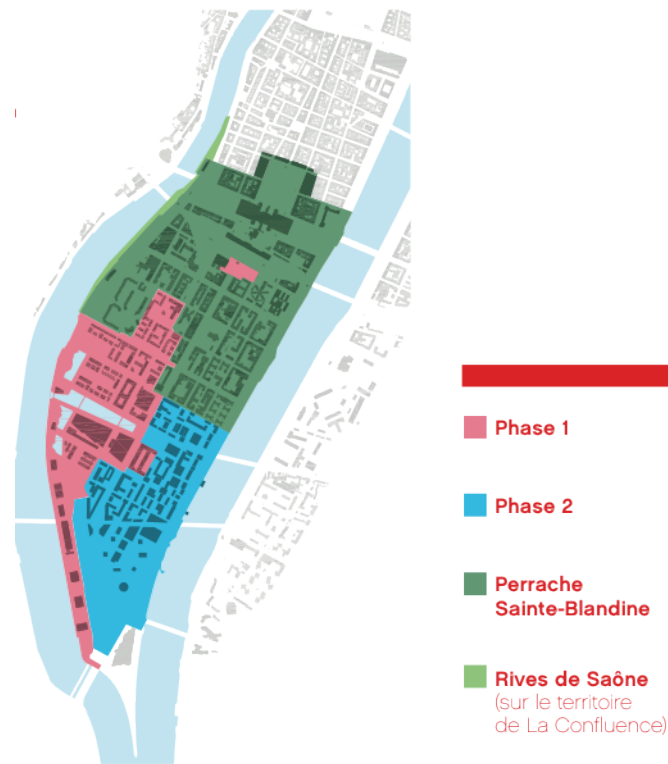 Phase 1
Phase 2
Perrache
Sainte-Blandine
Rives de Saône
(sur le territoire
de La Confluence)